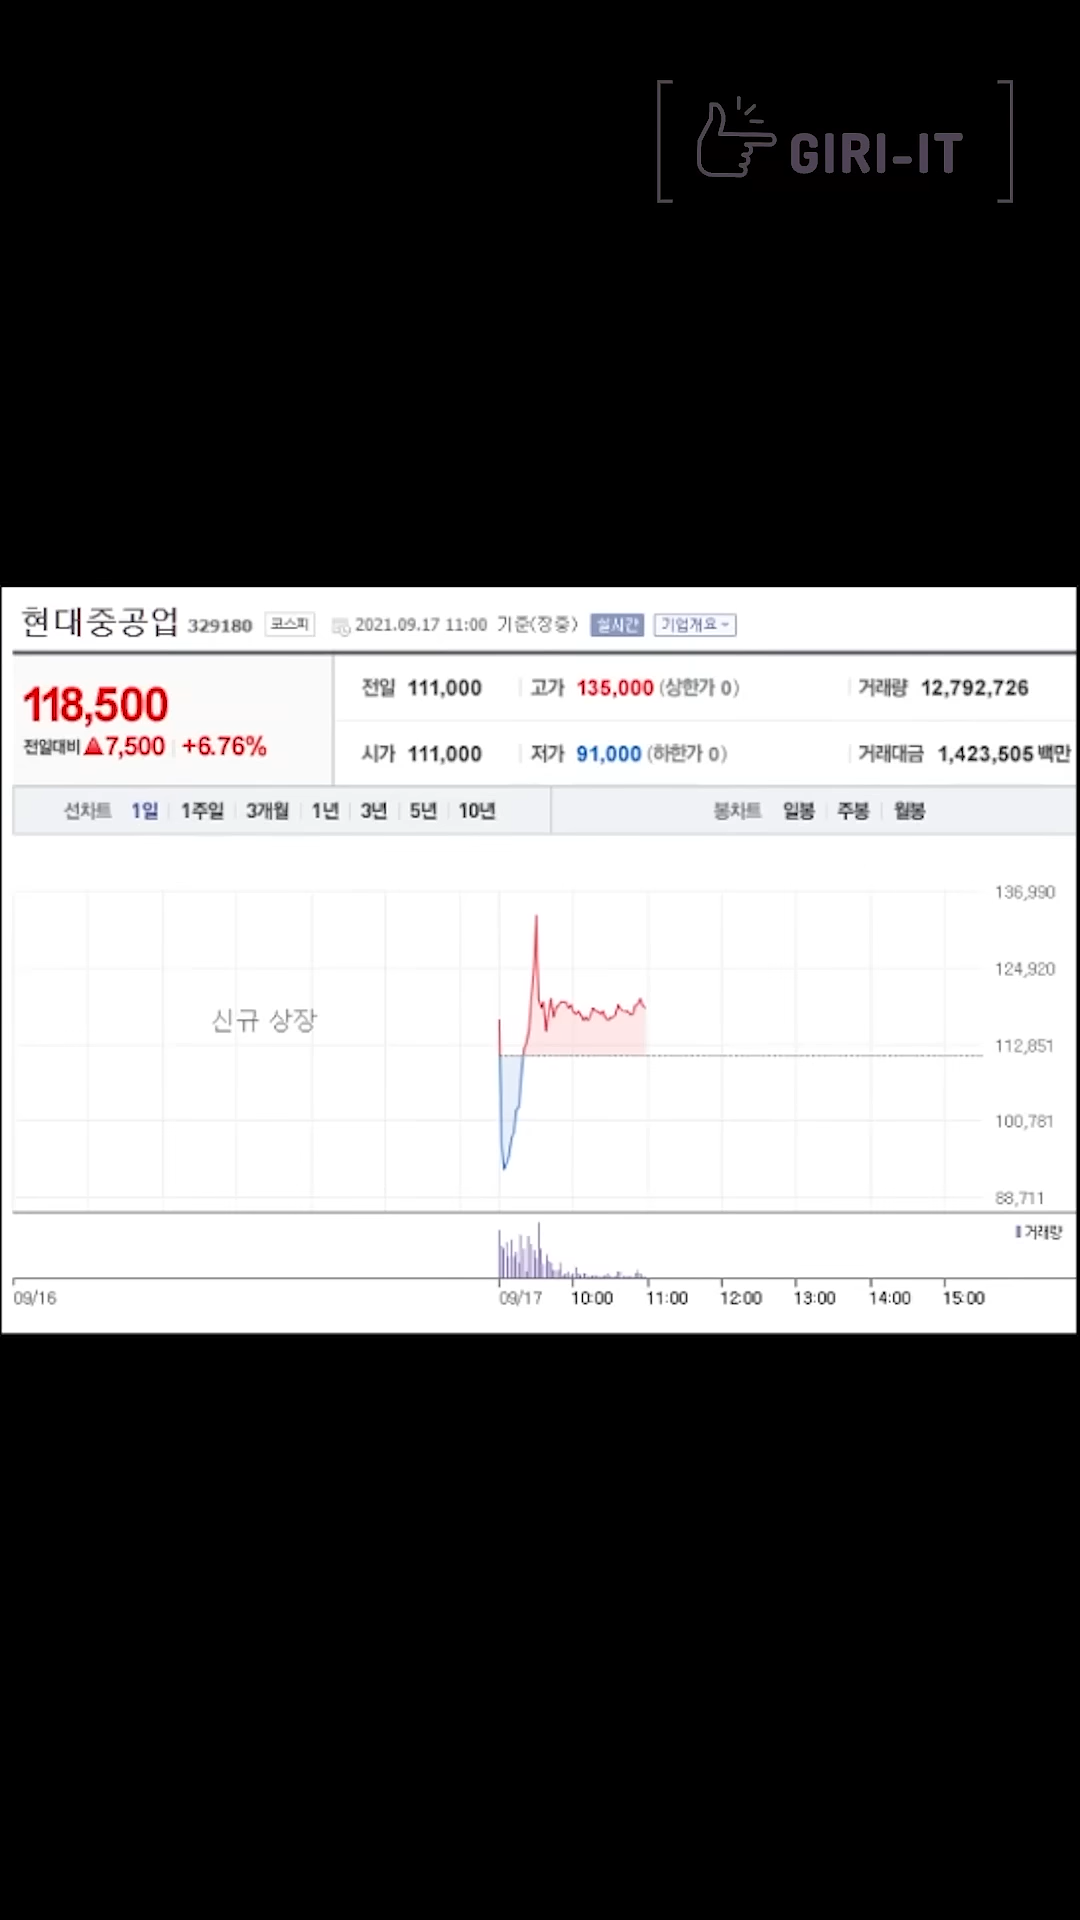 GIRI-IT
현대중공업 329180 코스피 2021.09.17 11:00 기준(장중) 실시간 기업개요
118,500
전일대비 ▲7,500 +6.76%
전일 111,000 고가 135,000 (상한가 0) 거래량 12,792,726
시가 111,000 저가 91,000 (하한가 0) 거래대금 1,423,505 백만
선차트 1일 1주일 3개월 1년 3년 5년 10년 봉차트 일봉 주봉 월봉
136,990
124,920
신규 상장
112,851
100,781
88,711
거래량
09/16 09/17 10:00 11:00 12:00 13:00 14:00 15:00